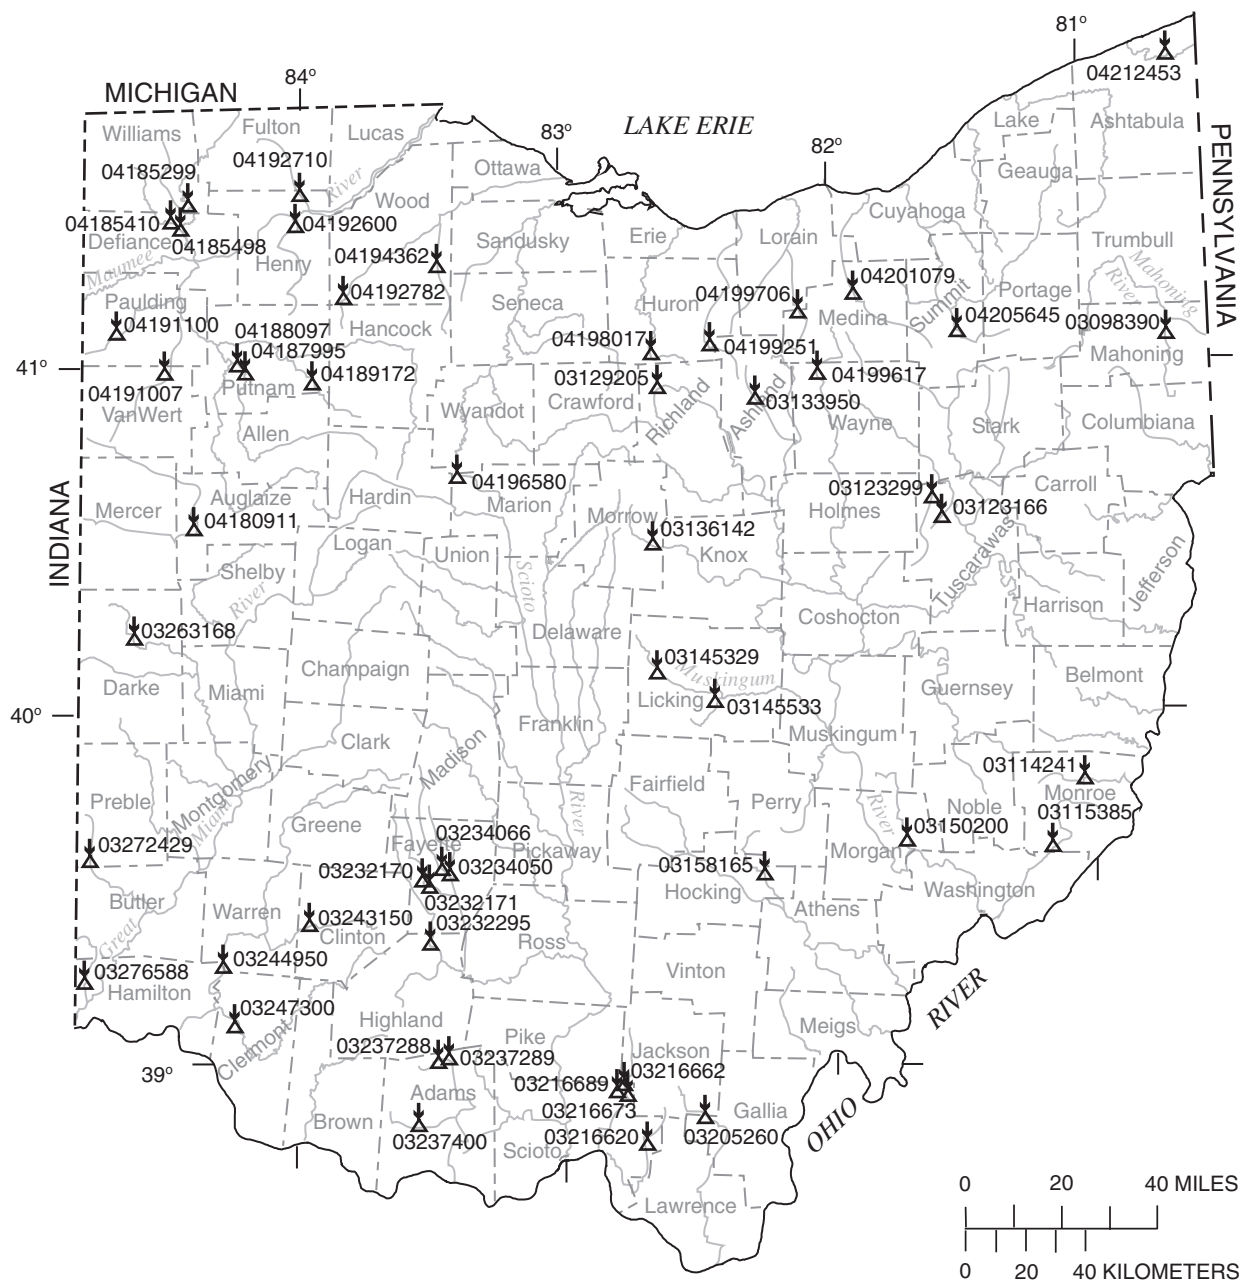 81°
04212453
MICHIGAN
84°
LAKE ERIE
83°
82°
PENNSYLVANIA
Williams
Fulton
Lucas
Ottawa
Lake
Ashtabula
Geauga
04185299
04192710
River
Wood
Cuyahoga
04185410
04192600
Defiance
04185498
Sandusky
Erie
Lorain
Trumbull
Maumee
Henry
04194362
04201079
Mahoning
River
Paulding
04192782
Seneca
Huron
04199706
Medina
Summit
Portage
04191100
04188097
Hancock
04205645
03098390
04187995
04198017
04199251
Mahoning
41°
04189172
03129205
04199617
04191007
Putnam
Crawford
Richland
Ashland
03133950
VanWert
Wyandot
Wayne
Stark
Columbiana
Allen
INDIANA
04196580
03123299
Carroll
Mercer
Auglaize
Hardin
Marion
Holmes
03123166
04180911
Morrow
03136142
Logan
Union
Knox
Tuscarawas
Jefferson
Shelby
River
Scioto
Coshocton
Harrison
03263168
Delaware
03145329
Champaign
Muskingum
Belmont
Darke
Miami
Licking
03145533
Guernsey
40°
Franklin
Muskingum
Clark
Madison
03114241
Montgomery
Fairfield
Monroe
Preble
Miami
River
Perry
River
Noble
03115385
Greene
03234066
03150200
03272429
Fayette
Pickaway
Morgan
03232170
03234050
03158165
Hocking
Washington
Butler
03232171
Warren
03243150
03232295
Athens
Great
Clinton
Ross
03244950
Vinton
03276588
Hamilton
RIVER
03247300
Highland
Meigs
Clermont
03237288
Pike
Jackson
39°
03237289
03216662
03216689
Adams
03216673
Gallia
OHIO
Brown
03237400
03216620
03205260
Scioto
Lawrence
0 20 40 MILES
0 20 40 KILOMETERS